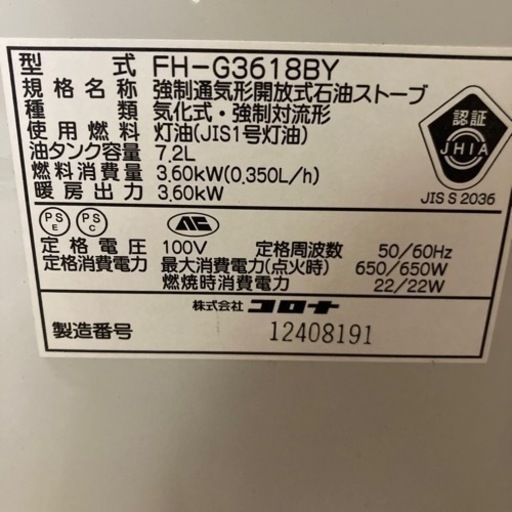 型 式 FH-G3618BY
規格名称 強制通気形開放式石油ストーブ
種 類 気化式・強制対流形
使用燃料 灯油(JIS1号灯油)
油タンク容量 7.2L
燃料消費量 3.60kW(0.350L/h)
暖房出力 3.60kW
認証
JHIA
JIS S 2036
PS E PS C
定格電圧 100V 定格周波数 50/60Hz
定格消費電力 最大消費電力(点火時) 650/650W
燃焼時消費電力 22/22W
株式会社 コロナ
製造番号 12408191